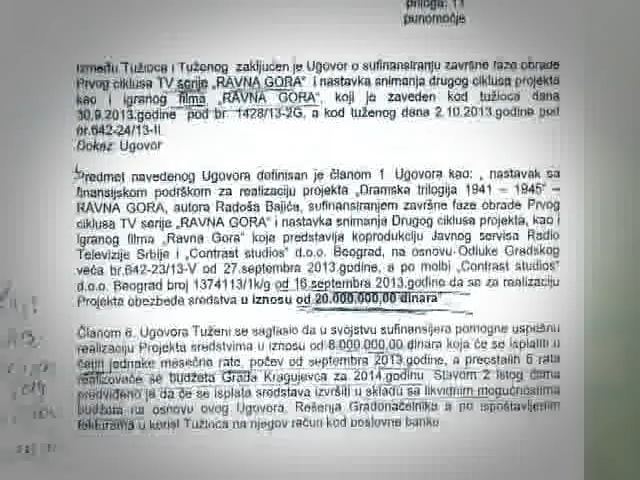 priloga: 11
punomoćje
Između Tužioca i Tuženog zaključen je Ugovor o sufinansiranju završne faze obrade
Prvog ciklusa TV serije „RAVNA GORA“ i nastavka snimanja drugog ciklusa projekta
kao i igranog filma „RAVNA GORA“, koji je zaveden kod tužioca dana
30.9.2013.godine pod br. 1428/13-2G, a kod tuženog dana 2.10.2013.godine pod
br.642-24/13-II
Dokaz: Ugovor
Predmet navedenog Ugovora definisan je članom 1 Ugovora kao: „ nastavak sa
finansijskom podrškom za realizaciju projekta „Dramska trilogija 1941 – 1945“ –
RAVNA GORA, autora Radoša Bajića, sufinansiranjem završne faze obrade Prvog
ciklusa TV serije „RAVNA GORA“ i nastavka snimanja Drugog ciklusa projekta, kao i
igranog filma „Ravna Gora“ koja predstavlja koprodukciju Javnog servisa Radio
Televizije Srbije i „Contrast studios“ d.o.o. Beograd, na osnovu Odluke Gradskog
veća br.642-23/13-V od 27.septembra 2013.godine, a po molbi „Contrast studios“
d.o.o. Beograd broj 1374113/1k/g od 16 septembra 2013.godine da se za realizaciju
Projekta obezbede sredstva u iznosu od 20.000.000,00 dinara“
Članom 6. Ugovora Tuženi se saglasio da u svojstvu sufinansijera pomogne uspešnu
realizaciju Projekta sredstvima u iznosu od 8.000.000,00 dinara koja će se isplatiti u
četiri jednake mesečne rate, počev od septembra 2013.godine, a preostalih 6 rata
realizovaće se budžeta Grada Kragujevca za 2014.godinu. Stavom 2 istog člana
predviđeno je da će se isplata sredstava izvršiti u skladu sa likvidnim mogućnostima
budžeta na osnovu ovog Ugovora, Rešenja Gradonačelnika a po ispostavljenim
fakturama u korist Tužioca na njegov račun kod poslovne banke